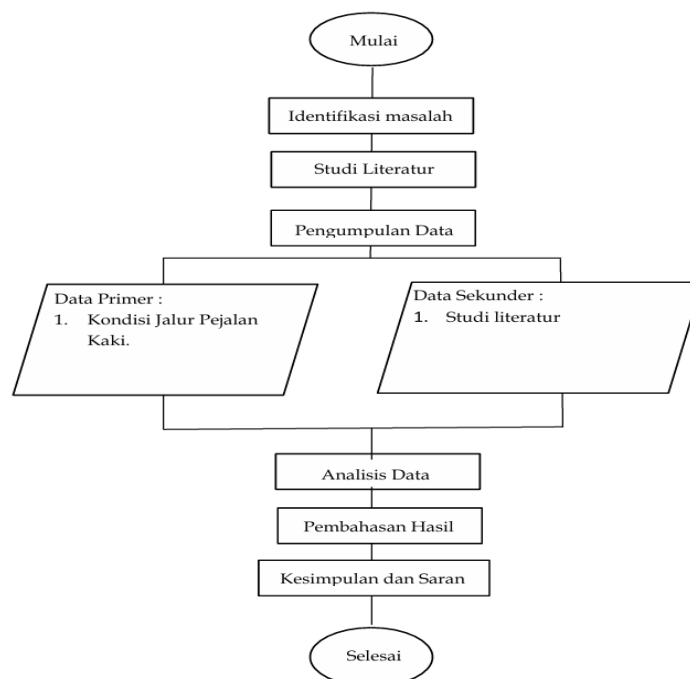 Mulai
Identifikasi masalah
Studi Literatur
Pengumpulan Data
Data Primer :
1. Kondisi Jalur Pejalan
Kaki.
Data Sekunder :
1. Studi literatur
Analisis Data
Pembahasan Hasil
Kesimpulan dan Saran
Selesai